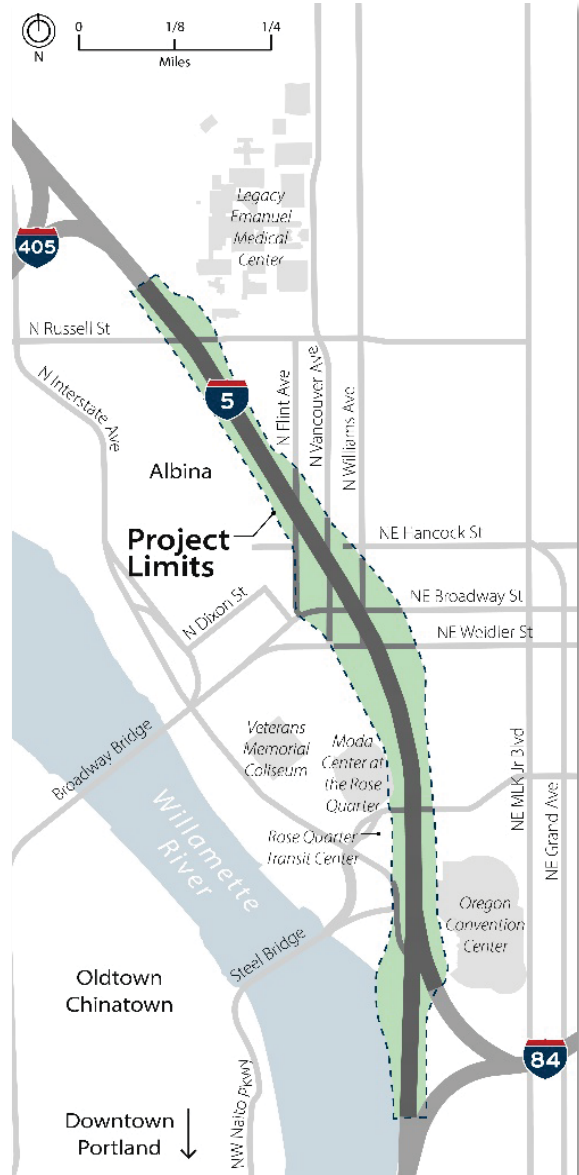 0 1/8 1/4
Miles
N
Legacy
Emanuel
Medical
Center
405
N Russell St
N Interstate Ave
5
N Flint Ave
N Vancouver Ave
N Williams Ave
Albina
Project
Limits
NE Hancock St
NE Broadway St
N Dixon St
NE Weidler St
Broadway Bridge
Veterans
Memorial
Coliseum
Moda
Center at
the Rose
Quarter
NE MLK Jr Blvd
NE Grand Ave
Willamette
River
Rose Quarter
Transit Center
Oregon
Convention
Center
Steel Bridge
Oldtown
Chinatown
84
NW Naito Pkwy
Downtown
Portland